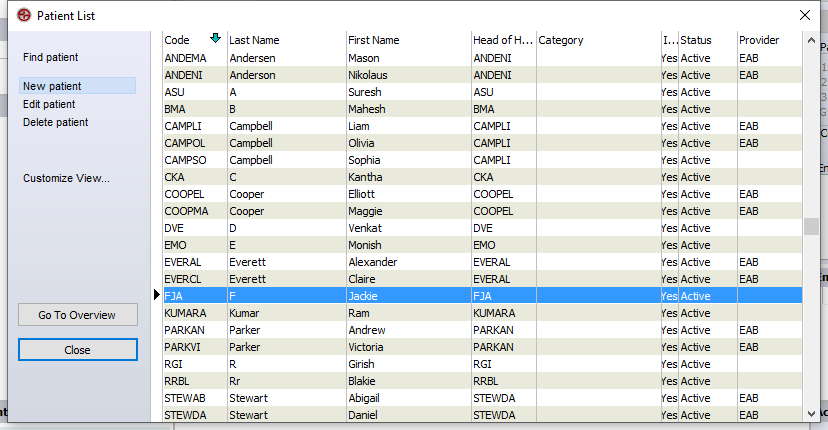 Patient List
Find patient
New patient
Edit patient
Delete patient
Customize View...
Go To Overview
Close
Code Last Name First Name Head of H... Category I... Status Provider
ANDEMA Andersen Mason ANDENI Yes Active EAB
ANDENI Anderson Nikolaus ANDENI Yes Active EAB
ASU A Suresh ASU Yes Active
BMA B Mahesh BMA Yes Active
CAMPLI Campbell Liam CAMPLI Yes Active EAB
CAMPOL Campbell Olivia CAMPLI Yes Active EAB
CAMPSO Campbell Sophia CAMPLI Yes Active
CKA C Kantha CKA Yes Active
COOPEL Cooper Elliott COOPEL Yes Active EAB
COOPMA Cooper Maggie COOPEL Yes Active EAB
DVE D Venkat DVE Yes Active
EMO E Monish EMO Yes Active
EVERAL Everett Alexander EVERAL Yes Active EAB
EVERCL Everett Claire EVERAL Yes Active EAB
FJA F Jackie FJA Yes Active
KUMARA Kumar Ram KUMARA Yes Active
PARKAN Parker Andrew PARKAN Yes Active EAB
PARKVI Parker Victoria PARKAN Yes Active EAB
RGI R Girish RGI Yes Active
RRBL Rr Blakie RRBL Yes Active
STEWAB Stewart Abigail STEWDA Yes Active EAB
STEWDA Stewart Daniel STEWDA Yes Active EAB